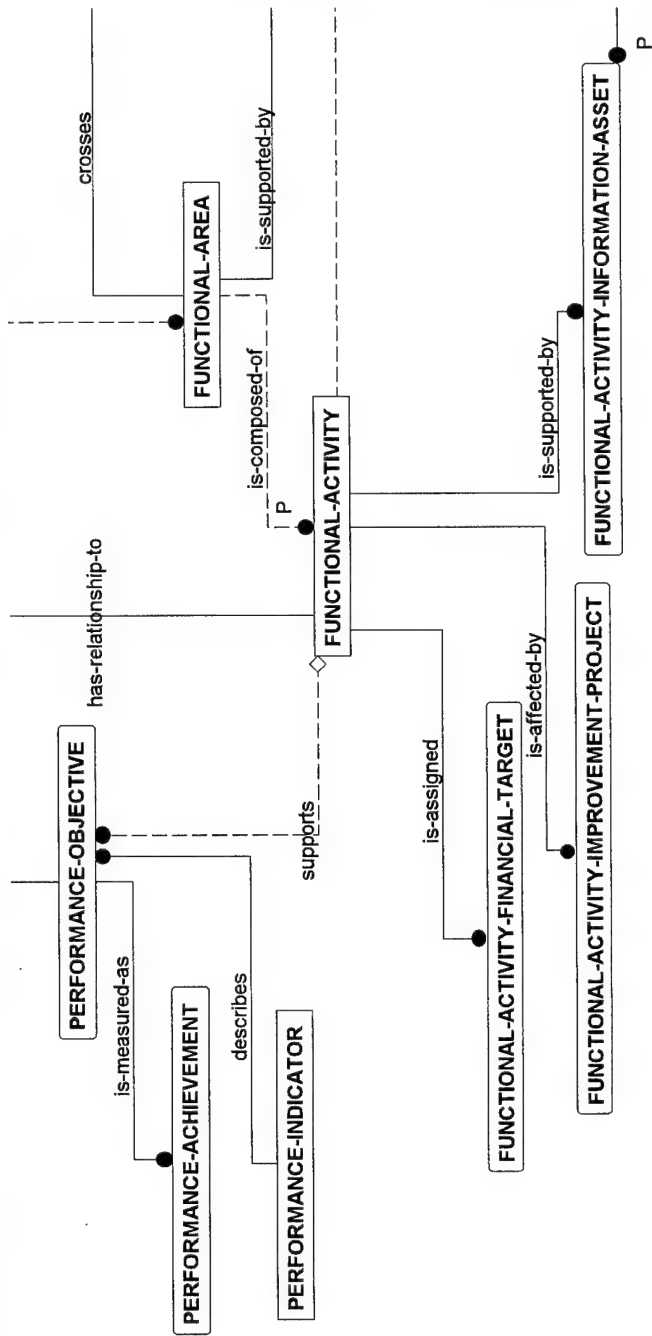 crosses
is-supported-by
FUNCTIONAL-AREA
is-composed-of
P
has-relationship-to
FUNCTIONAL-ACTIVITY
PERFORMANCE-OBJECTIVE
supports
is-measured-as
describes
PERFORMANCE-ACHIEVEMENT
PERFORMANCE-INDICATOR
is-assigned
is-affected-by
is-supported-by
FUNCTIONAL-ACTIVITY-FINANCIAL-TARGET
FUNCTIONAL-ACTIVITY-IMPROVEMENT-PROJECT
FUNCTIONAL-ACTIVITY-INFORMATION-ASSET
P